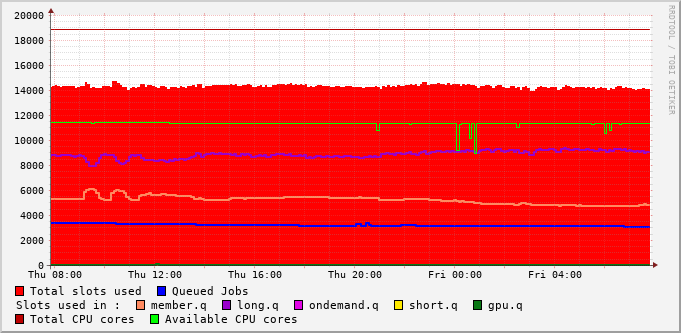 20000
18000
16000
14000
12000
10000
8000
6000
4000
2000
0
Thu 08:00 Thu 12:00 Thu 16:00 Thu 20:00 Fri 00:00 Fri 04:00
RRDTOOL / TOBI OETIKER
Total slots used Queued Jobs
Slots used in : member.q long.q ondemand.q short.q gpu.q
Total CPU cores Available CPU cores